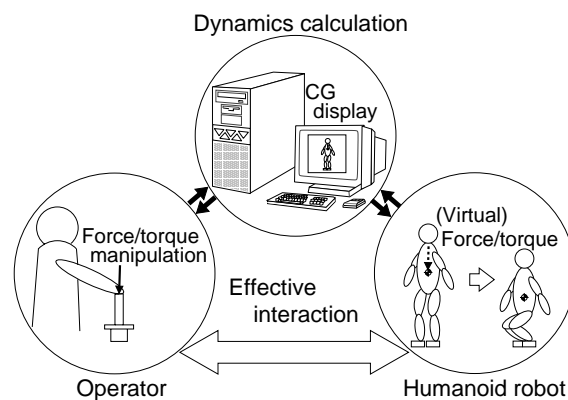 Dynamics calculation
CG
display
Force/torque
manipulation
(Virtual)
Force/torque
Effective
interaction
Operator
Humanoid robot